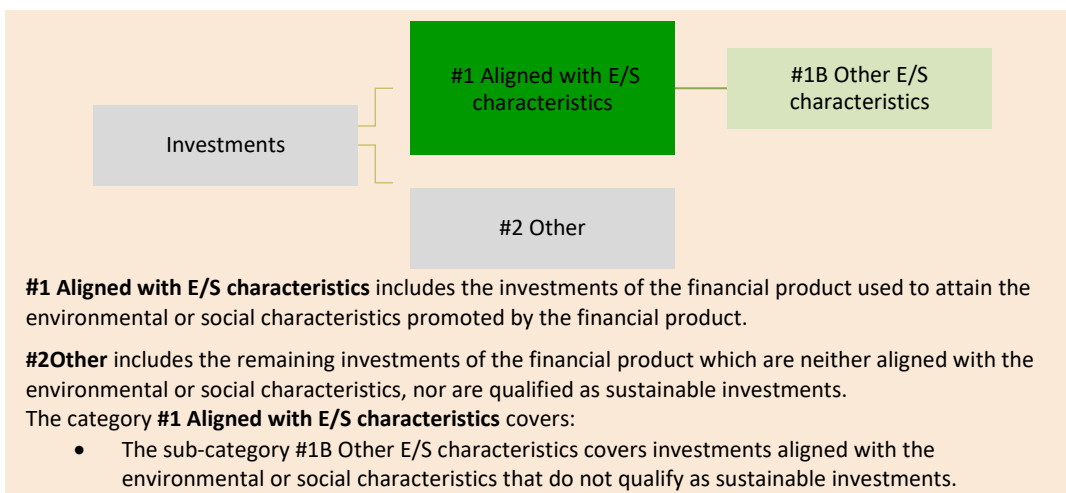 #1 Aligned with E/S
characteristics
#1B Other E/S
characteristics
Investments
#2 Other
#1 Aligned with E/S characteristics includes the investments of the financial product used to attain the
environmental or social characteristics promoted by the financial product.
#2Other includes the remaining investments of the financial product which are neither aligned with the
environmental or social characteristics, nor are qualified as sustainable investments.
The category #1 Aligned with E/S characteristics covers:
• The sub-category #1B Other E/S characteristics covers investments aligned with the
environmental or social characteristics that do not qualify as sustainable investments.